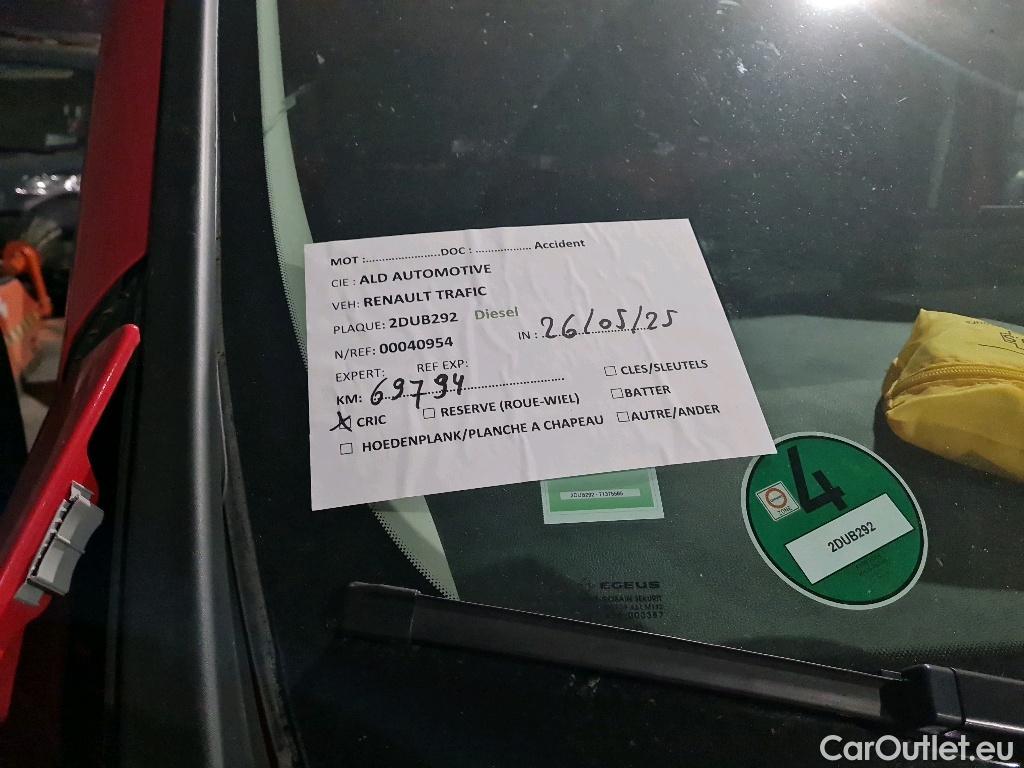 MOT :........................DOC : .................. Accident
CIE : ALD AUTOMOTIVE
VEH: RENAULT TRAFIC
PLAQUE: 2DUB292 Diesel
N/REF: 00040954 IN : 26/05/25
EXPERT: REF EXP:
KM: 69794
☐ CLES/SLEUTELS
X CRIC ☐ RESERVE (ROUE-WIEL) ☐BATTER
☐ HOEDENPLANK/PLANCHE A CHAPEAU ☐AUTRE/ANDER
4
ZONE
2DUB292
EGEUS
CarOutlet.eu